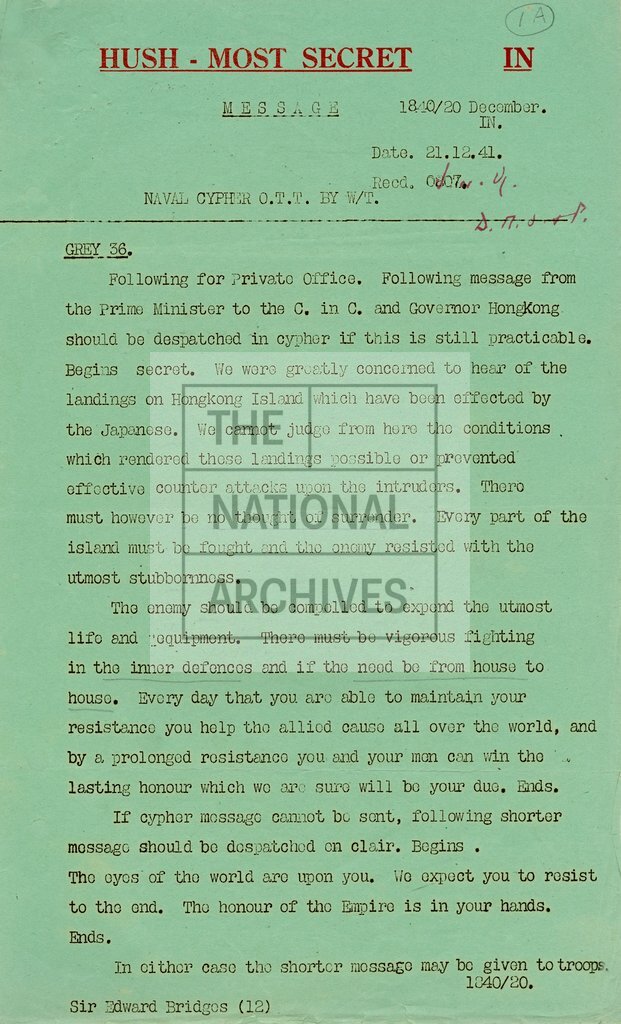 1A
HUSH - MOST SECRET IN
MESSAGE 1840/20 December.
IN.
Date. 21.12.41.
Recd. 0807.
NAVAL CYPHER O.T.T. BY W/T.
GREY 36.
Following for Private Office. Following message from
the Prime Minister to the C. in C. and Governor HongKong
should be despatched in cypher if this is still practicable.
Begins secret. We were greatly concerned to hear of the
landings on Hongkong Island which have been effected by
the Japanese. We cannot judge from here the conditions
which rendered these landings possible or prevented
effective counter attacks upon the intruders. There
must however be no thought of surrender. Every part of the
island must be fought and the enemy resisted with the
utmost stubbornness.
The enemy should be compelled to expend the utmost
life and equipment. There must be vigorous fighting
in the inner defences and if the need be from house to
house. Every day that you are able to maintain your
resistance you help the allied cause all over the world, and
by a prolonged resistance you and your men can win the
lasting honour which we are sure will be your due. Ends.
If cypher message cannot be sent, following shorter
message should be despatched en clair. Begins .
The eyes of the world are upon you. We expect you to resist
to the end. The honour of the Empire is in your hands.
Ends.
In either case the shorter message may be given to troops.
1840/20.
Sir Edward Bridges (12)
THE
NATIONAL
ARCHIVES